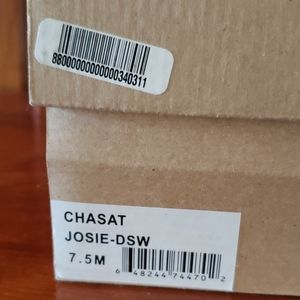 8800000000000340311
CHASAT
JOSIE-DSW
7.5M
6 48244 74470 2